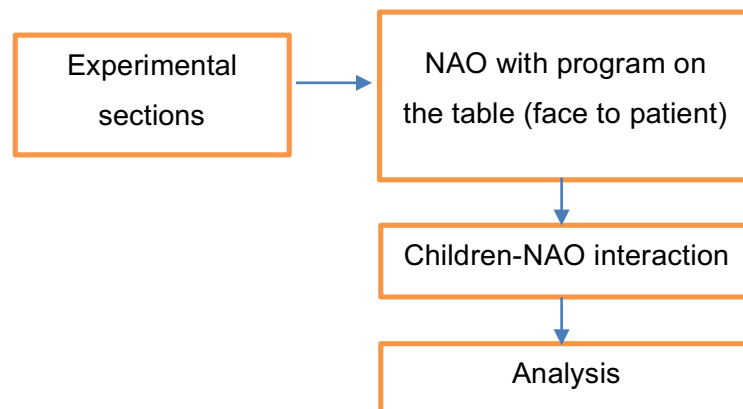 Experimental
sections
NAO with program on
the table (face to patient)
Children-NAO interaction
Analysis